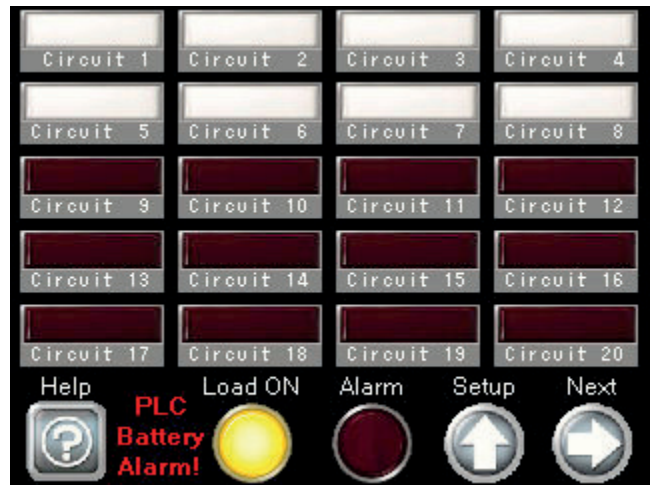 Circuit 1 Circuit 2 Circuit 3 Circuit 4
Circuit 5 Circuit 6 Circuit 7 Circuit 8
Circuit 9 Circuit 10 Circuit 11 Circuit 12
Circuit 13 Circuit 14 Circuit 15 Circuit 16
Circuit 17 Circuit 18 Circuit 19 Circuit 20
Help Load ON Alarm Setup Next
PLC
Battery
Alarm!
?